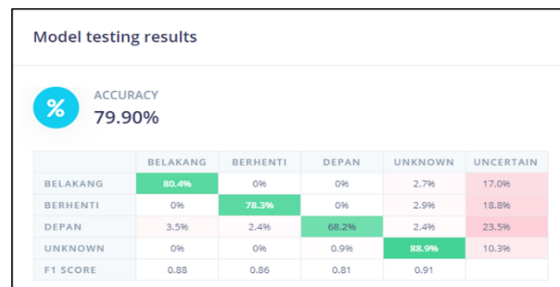 Model testing results
%
ACCURACY
79.90%
BELAKANG BERHENTI DEPAN UNKNOWN UNCERTAIN
BELAKANG 80.4% 0% 0% 2.7% 17.0%
BERHENTI 0% 78.3% 0% 2.9% 18.8%
DEPAN 3.5% 2.4% 68.2% 2.4% 23.5%
UNKNOWN 0% 0% 0.9% 88.9% 10.3%
F1 SCORE 0.88 0.86 0.81 0.91